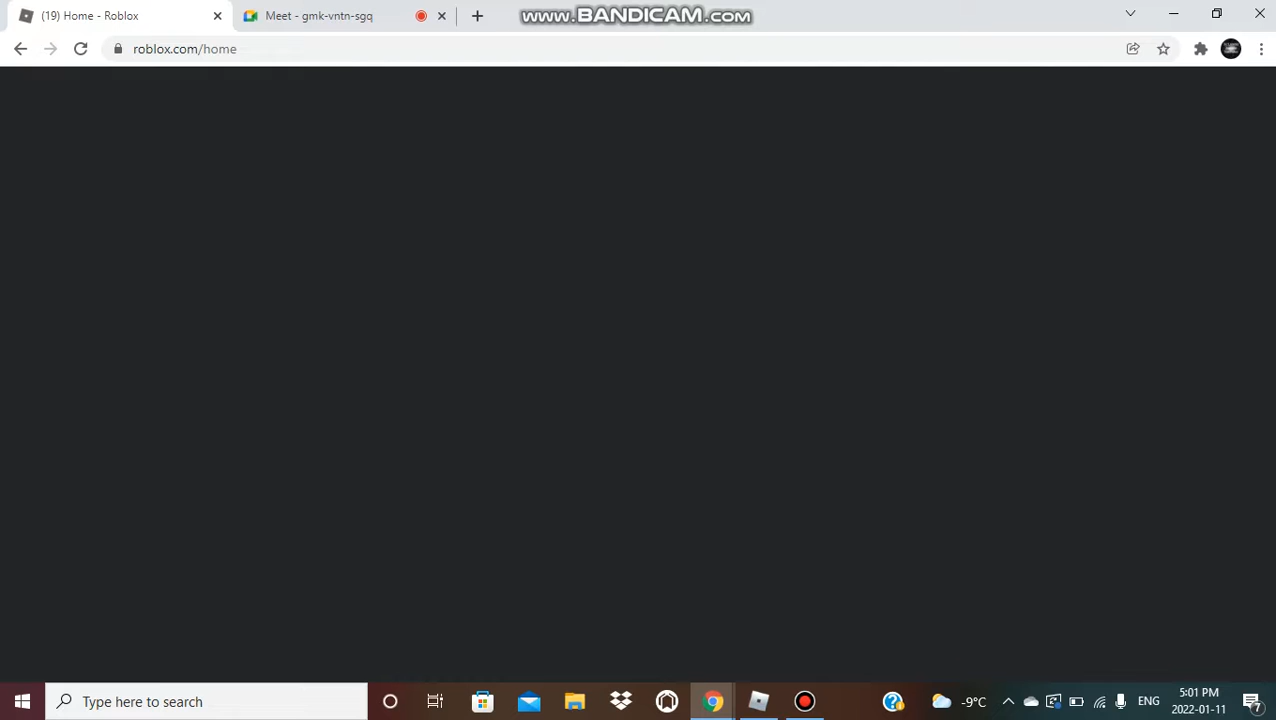 (19) Home - Roblox
Meet - gmk-vntn-sgq
WWW.BANDICAM.COM
roblox.com/home
Type here to search
-9°C
ENG
5:01 PM
2022-01-11
7